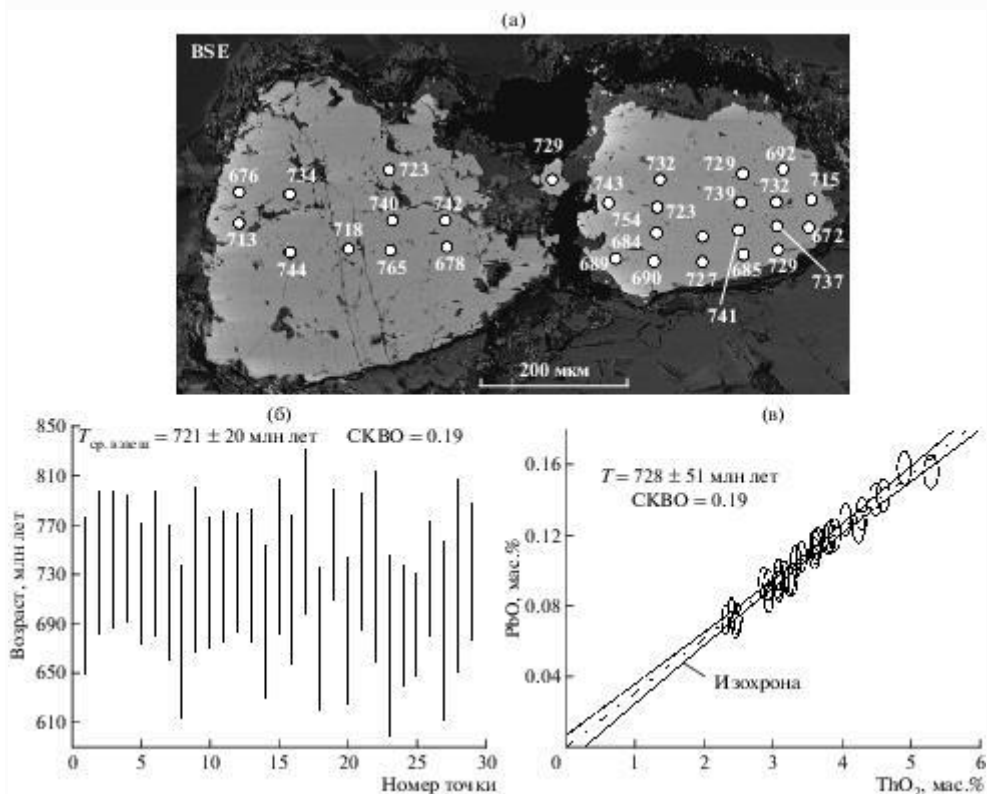 (а)
BSE
729
676 734 723 732 729 692
743 739 732 715
713 718 740 742 754 723
744 765 678 684 672
689 690 727 685 729 737
741
200 мкм
(б)
T ср. взвеш = 721 ± 20 млн лет СКВО = 0.19
Возраст, млн лет
850
810
770
730
690
650
610
0 5 10 15 20 25 30
Номер точки
(в)
T = 728 ± 51 млн лет
СКВО = 0.19
PbO, мас.%
0.16
0.12
0.08
0.04
Изохрона
0 1 2 3 4 5 6
ThO₂, мас.%